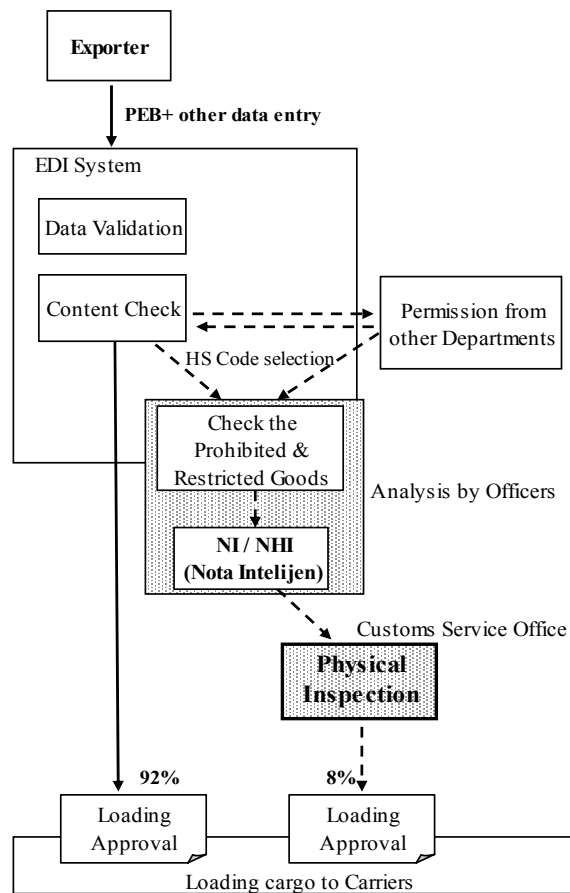 Exporter
PEB+ other data entry
EDI System
Data Validation
Content Check
Permission from
other Departments
HS Code selection
Check the
Prohibited &
Restricted Goods
Analysis by Officers
NI / NHI
(Nota Intelijen)
Customs Service Office
Physical
Inspection
92%
8%
Loading
Approval
Loading
Approval
Loading cargo to Carriers